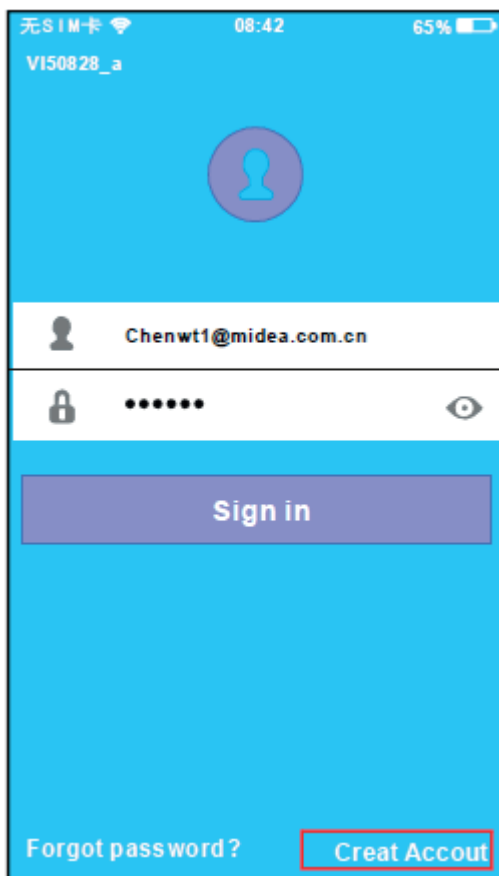 无SIM卡 08:42 65%
VI50828_a
Chenwt1@midea.com.cn
••••••
Sign in
Forgot password? Creat Accout